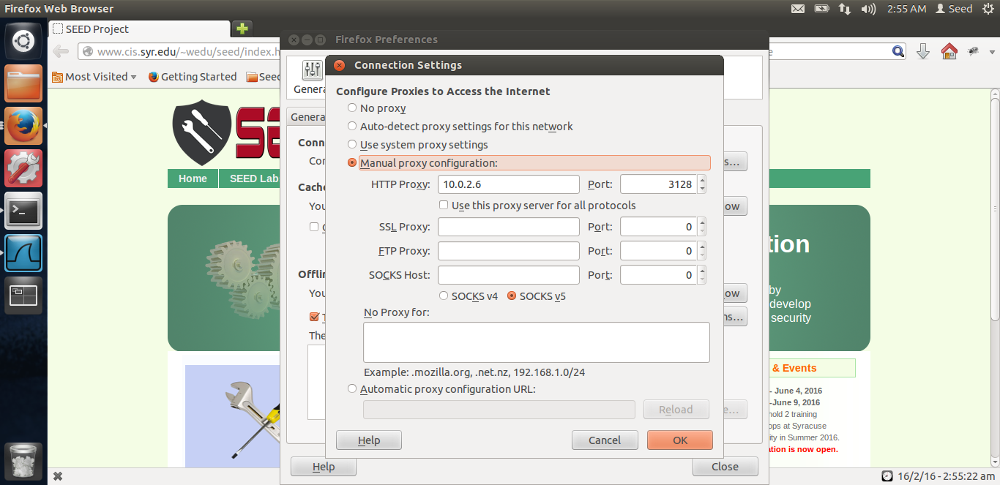 Firefox Web Browser
2:55 AM
Seed
SEED Project
Firefox Preferences
www.cis.syr.edu/~wedu/seed/index.h
Connection Settings
Most Visited
Getting Started
Seed
Genera
Configure Proxies to Access the Internet
No proxy
Genera
Auto-detect proxy settings for this network
Conn
Use system proxy settings
Con
Manual proxy configuration:
s...
Home
SEED Lab
HTTP Proxy:
10.0.2.6
Port:
3128
Cache
You
Use this proxy server for all protocols
ow
SSL Proxy:
Port:
0
tion
FTP Proxy:
Port:
0
Offlin
SOCKS Host:
Port:
0
You
SOCKS v4
SOCKS v5
ow
by
develop
No Proxy for:
ns...
security
The
Example: .mozilla.org, .net.nz, 192.168.1.0/24
& Events
Automatic proxy configuration URL:
- June 4, 2016
-June 9, 2016
Reload
e...
hold 2 training
ops at Syracuse
ity in Summer 2016.
Help
Cancel
OK
ation is now open.
Help
Close
16/2/16 - 2:55:22 am